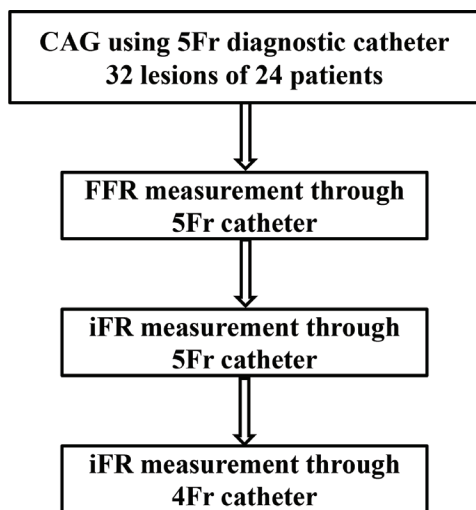 CAG using 5Fr diagnostic catheter
32 lesions of 24 patients
FFR measurement through
5Fr catheter
iFR measurement through
5Fr catheter
iFR measurement through
4Fr catheter